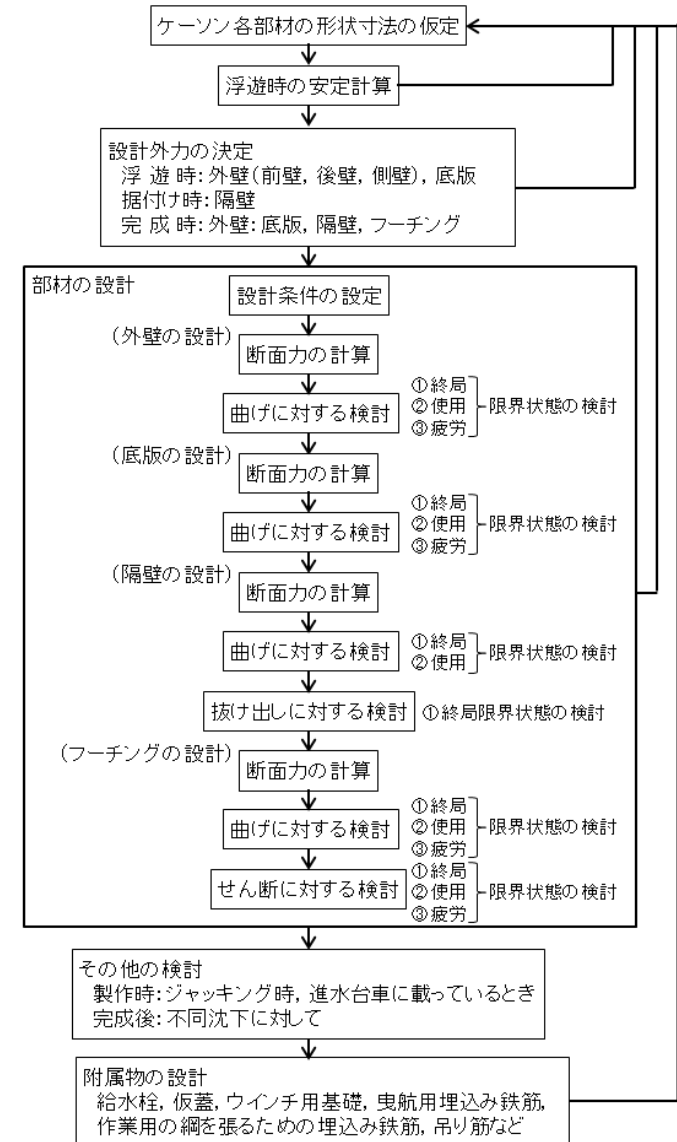 ケーソン各部材の形状寸法の仮定
浮遊時の安定計算
設計外力の決定
浮 遊 時:外壁(前壁,後壁,側壁),底版
据付け時:隔壁
完 成 時:外壁:底版,隔壁,フーチング
部材の設計
設計条件の設定
(外壁の設計)
断面力の計算
曲げに対する検討
①終局
②使用
③疲労
限界状態の検討
(底版の設計)
断面力の計算
曲げに対する検討
①終局
②使用
③疲労
限界状態の検討
(隔壁の設計)
断面力の計算
曲げに対する検討
①終局
②使用
限界状態の検討
抜け出しに対する検討
①終局限界状態の検討
(フーチングの設計)
断面力の計算
曲げに対する検討
①終局
②使用
③疲労
限界状態の検討
せん断に対する検討
①終局
②使用
③疲労
限界状態の検討
その他の検討
製作時:ジャッキング時,進水台車に載っているとき
完成後:不同沈下に対して
附属物の設計
給水栓,仮蓋,ウインチ用基礎,曳航用埋込み鉄筋,
作業用の綱を張るための埋込み鉄筋,吊り筋など